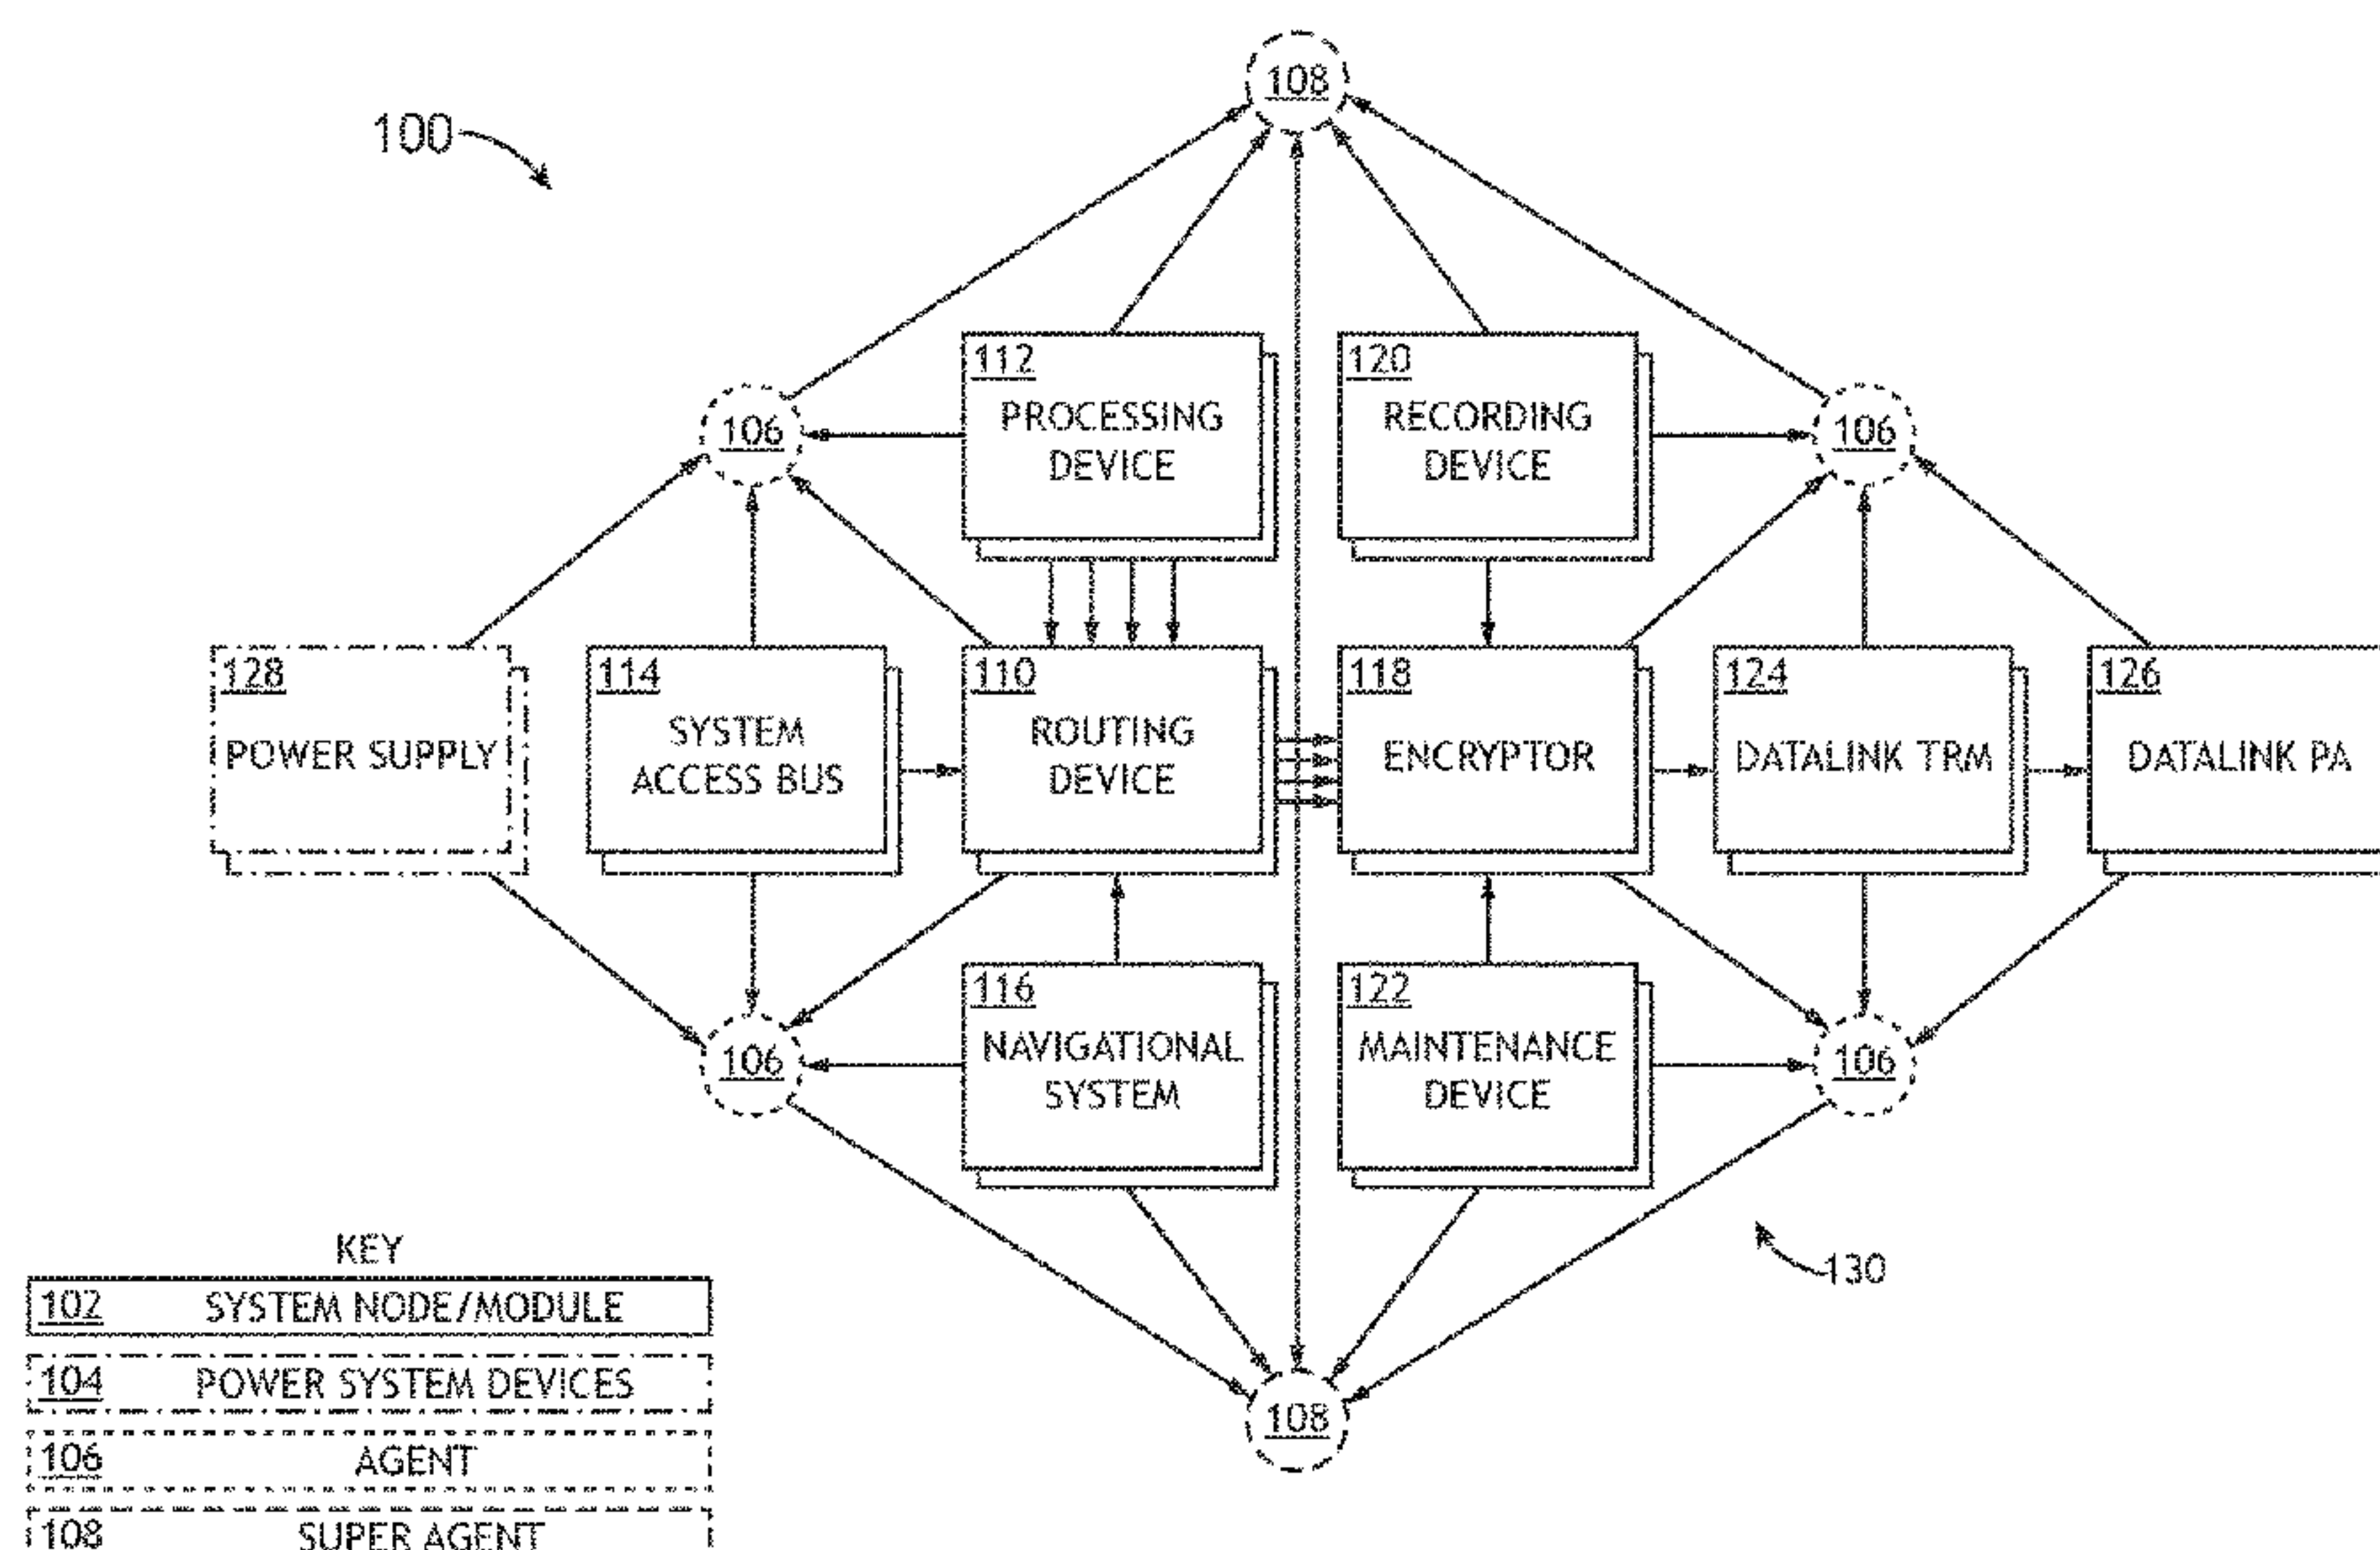 108
100
112
PROCESSING
DEVICE
120
RECORDING
DEVICE
106
106
128
POWER SUPPLY
114
SYSTEM
ACCESS BUS
110
ROUTING
DEVICE
118
ENCRYPTOR
124
DATALINK TRM
126
DATALINK PA
106
116
NAVIGATIONAL
SYSTEM
122
MAINTENANCE
DEVICE
106
130
108
KEY
102 SYSTEM NODE/MODULE
104 POWER SYSTEM DEVICES
106 AGENT
108 SUPER AGENT